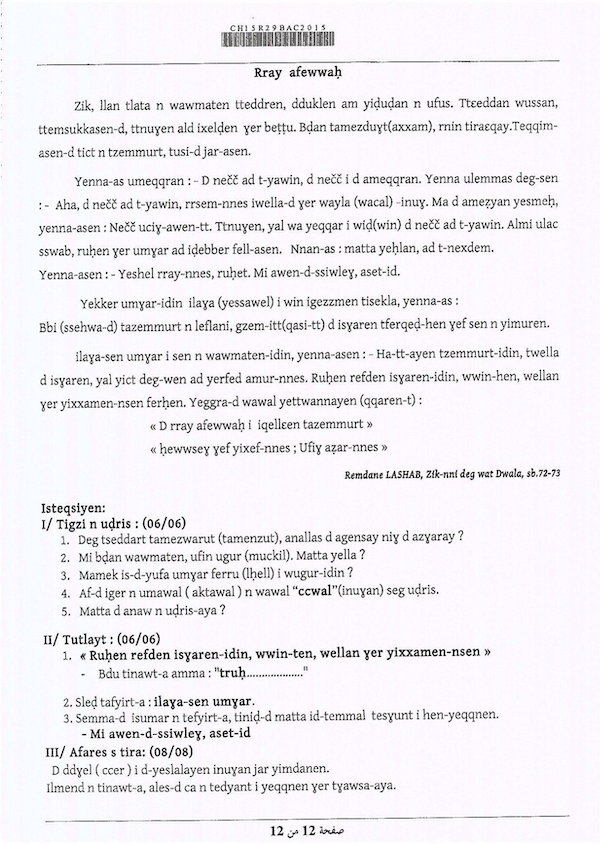 CH15R29BAC2015
Rray afewwaḥ
Zik, llan tlata n wawmaten tteddren, dduklen am yiḍuḍan n ufus. Ttɛeddan wussan,
ttemsukkasen-d, ttnuɣen ald ixelḍen ɣer beṭṭu. Bḍan tamezduɣt(axxam), rnin tiraɛqay.Teqqim-
asen-d tict n tzemmurt, tusi-d jar-asen.
Yenna-as umeqqran : - D nečč ad t-yawin, d nečč i d ameqqran. Yenna ulemmas deg-sen
: - Aha, d nečč ad t-yawin, rrsem-nnes iwella-d ɣer wayla (wacal) -inuɣ. Ma d ameẓyan yesmeḥ,
yenna-asen : Nečč uciɣ-awen-tt. Ttnuɣen, yal wa yeqqar i wiḍ(win) d nečč ad t-yawin. Almi ulac
sswab, ruḥen ɣer umɣar ad iḍebber fell-asen. Nnan-as : matta yeḥlan, ad t-nexdem.
Yenna-asen : - Yeshel rray-nnes, ruḥet. Mi awen-d-ssiwleɣ, aset-id.
Yekker umɣar-idin ilaɣa (yessawel) i win igezzmen tisekla, yenna-as :
Bbi (ssehwa-d) tazemmurt n leflani, gzem-itt(qasi-tt) d isɣaren tferqeḍ-hen ɣef sen n yimuren.
ilaɣa-sen umɣar i sen n wawmaten-idin, yenna-asen : - Ha-tt-ayen tzemmurt-idin, twella
d isɣaren, yal yict deg-wen ad yerfed amur-nnes. Ruḥen refden isɣaren-idin, wwin-hen, wellan
ɣer yixxamen-nsen ferḥen. Yeggra-d wawal yettwannayen (qqaren-t) :
« D rray afewwaḥ i iqellɛen tazemmurt »
« ḥewwseɣ ɣef yixef-nnes ; Ufiɣ aẓar-nnes »
Remdane LASHAB, Zik-nni deg wat Dwala, sb.72-73
Isteqsiyen:
I/ Tigzi n uḍris : (06/06)
1. Deg tseddart tamezwarut (tamenzut), anallas d agensay niɣ d azɣaray ?
2. Mi bḍan wawmaten, ufin ugur (muckil). Matta yella ?
3. Mamek is-d-yufa umɣar ferru (lḥell) i wugur-idin ?
4. Af-d iger n umawal ( aktawal ) n wawal “ccwal”(inuɣan) seg uḍris.
5. Matta d anaw n uḍris-aya ?
II/ Tutlayt : (06/06)
1. « Ruḥen refden isɣaren-idin, wwin-ten, wellan ɣer yixxamen-nsen »
- Bdu tinawt-a amma : "truḥ..................."
2. Sleḍ tafyirt-a : ilaɣa-sen umɣar.
3. Semma-d isumar n tefyirt-a, tiniḍ-d matta id-temmal tesɣunt i hen-yeqqnen.
- Mi awen-d-ssiwleɣ, aset-id
III/ Afares s tira: (08/08)
D ddɣel ( ccer ) i d-yeslalayen inuɣan jar yimdanen.
Ilmend n tinawt-a, ales-d ca n tedyant i yeqqnen ɣer tɣawsa-aya.
صفحة 12 من 12